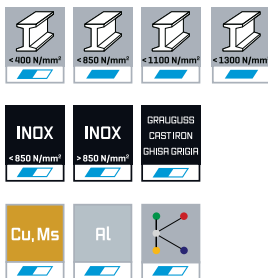 <400 N/mm² <850 N/mm² <1100 N/mm² <1300 N/mm²
INOX INOX GRAUGUSS
CAST IRON
GHISA GRIGIA
<850 N/mm² >850 N/mm²
Cu, Ms Al